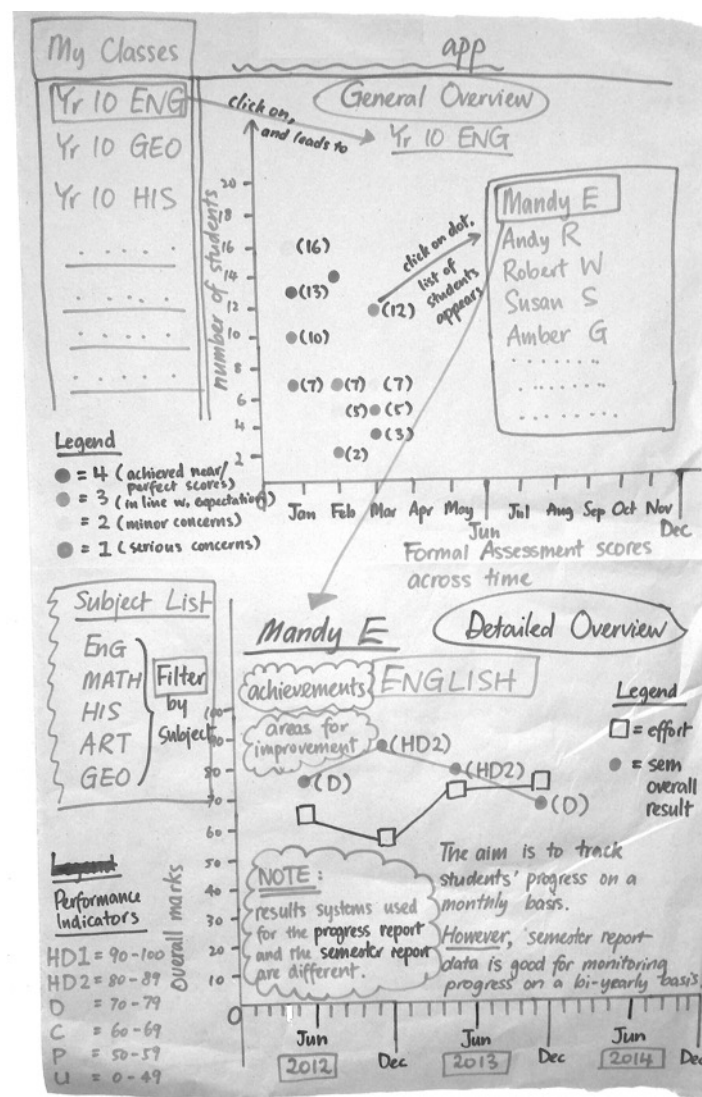 My Classes
app
Yr 10 ENG
Yr 10 GEO
Yr 10 HIS
click on,
and leads to
General Overview
Yr 10 ENG
number of students
20
18
16
14
12
10
8
6
4
2
(16)
(13)
(10)
(7)
(7)
(5)
(2)
(12)
(7)
(5)
(3)
click on dot,
list of
students
appears
Mandy E
Andy R
Robert W
Susan S
Amber G
Jan Feb Mar Apr May Jun Jul Aug Sep Oct Nov Dec
Formal Assessment scores
across time
Legend
= 4 (achieved near/
perfect scores)
= 3 (in line w. expectation)
= 2 (minor concerns)
= 1 (serious concerns)
Subject List
ENG
MATH
HIS
ART
GEO
Filter
by
Subject
Mandy E
Detailed Overview
achievements
ENGLISH
areas for
improvement
Legend
= effort
= sem
overall
result
overall marks
100
90
80
70
60
50
40
30
20
10
0
(D)
(HD2)
(HD2)
(D)
NOTE:
results systems used
for the progress report
and the semester report
are different.
The aim is to track
students' progress on a
monthly basis.
However, semester report
data is good for monitoring
progress on a bi-yearly basis.
Legend
Performance
Indicators
HD1 = 90-100
HD2 = 80-89
D = 70-79
C = 60-69
P = 50-59
U = 0-49
Jun Dec Jun Dec Jun Dec
2012 2013 2014